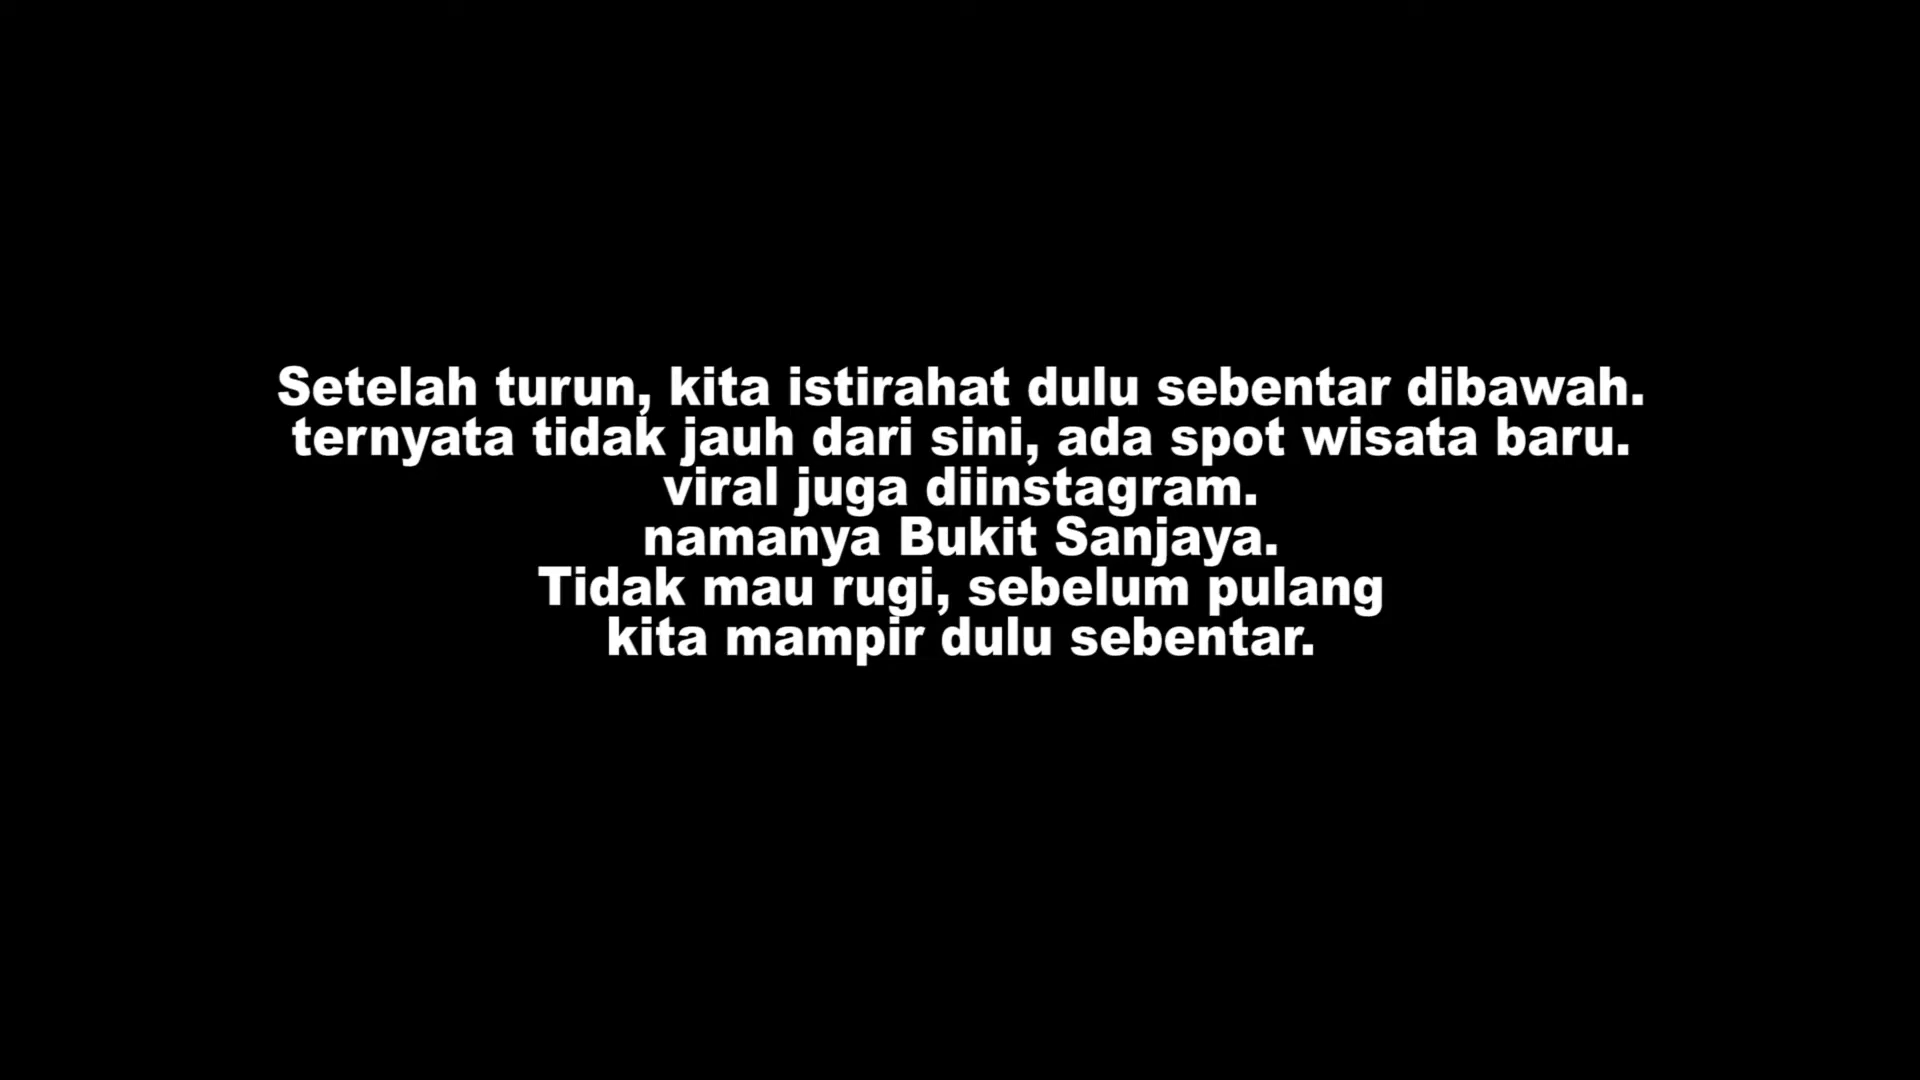 Setelah turun, kita istirahat dulu sebentar dibawah.
ternyata tidak jauh dari sini, ada spot wisata baru.
viral juga diinstagram.
namanya Bukit Sanjaya.
Tidak mau rugi, sebelum pulang
kita mampir dulu sebentar.